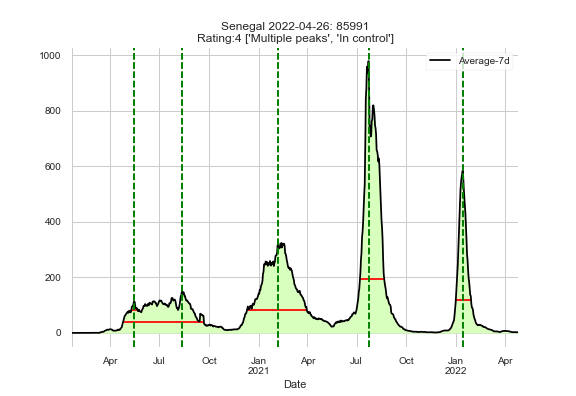 Senegal 2022-04-26: 85991
Rating:4 ['Multiple peaks', 'In control']
Average-7d
1000
800
600
400
200
0
Apr Jul Oct Jan Apr Jul Oct Jan Apr
2021 2022
Date